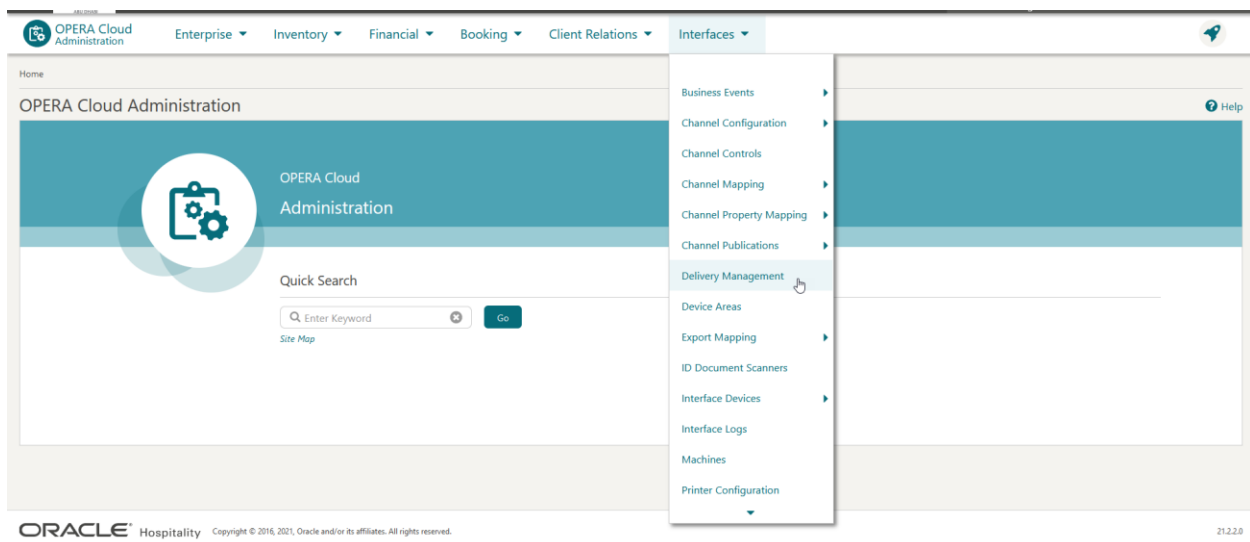 OPERA Cloud
Administration
Enterprise
Inventory
Financial
Booking
Client Relations
Interfaces
Home
OPERA Cloud Administration
Help
OPERA Cloud
Administration
Quick Search
Enter Keyword
Go
Site Map
Business Events
Channel Configuration
Channel Controls
Channel Mapping
Channel Property Mapping
Channel Publications
Delivery Management
Device Areas
Export Mapping
ID Document Scanners
Interface Devices
Interface Logs
Machines
Printer Configuration
ORACLE Hospitality Copyright © 2016, 2021, Oracle and/or its affiliates. All rights reserved.
21.2.2.0